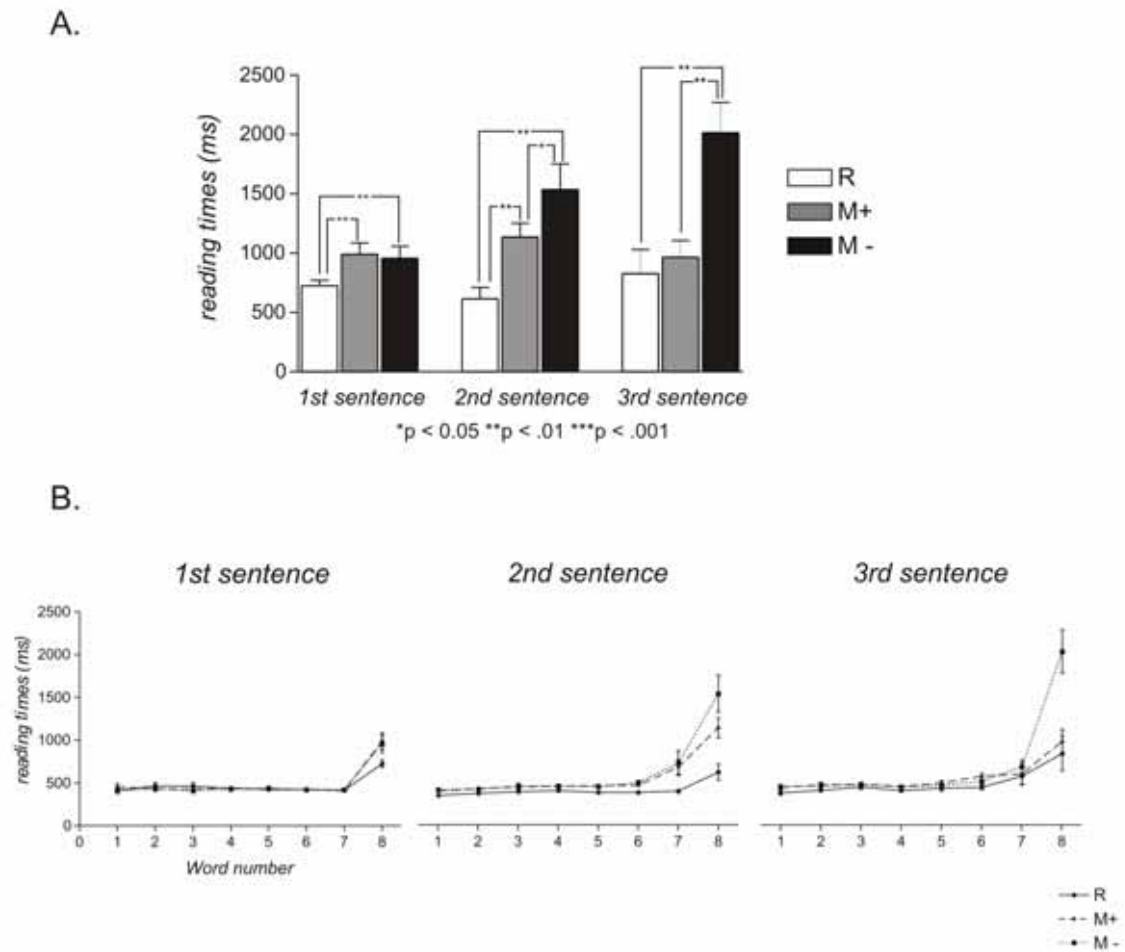 A.
2500
2000
1500
1000
500
0
reading times (ms)
** **
** ** *
** **
R
M+
M -
1st sentence 2nd sentence 3rd sentence
*p < 0.05 **p < .01 ***p < .001
B.
1st sentence 2nd sentence 3rd sentence
2500
2000
1500
1000
500
0
reading times (ms)
0 1 2 3 4 5 6 7 8 1 2 3 4 5 6 7 8 1 2 3 4 5 6 7 8
Word number
R
M+
M -